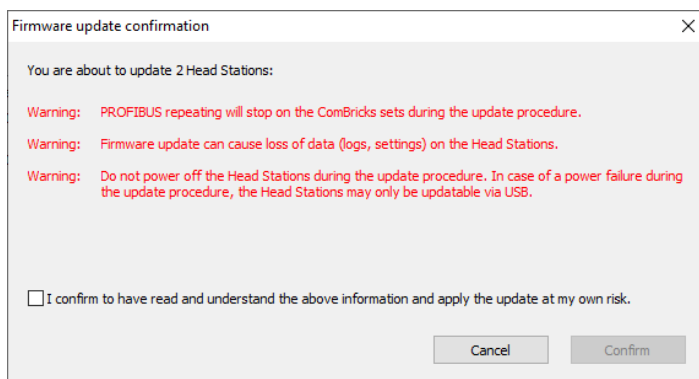 Firmware update confirmation
You are about to update 2 Head Stations:
Warning: PROFIBUS repeating will stop on the ComBricks sets during the update procedure.
Warning: Firmware update can cause loss of data (logs, settings) on the Head Stations.
Warning: Do not power off the Head Stations during the update procedure. In case of a power failure during
the update procedure, the Head Stations may only be updatable via USB.
I confirm to have read and understand the above information and apply the update at my own risk.
Cancel Confirm